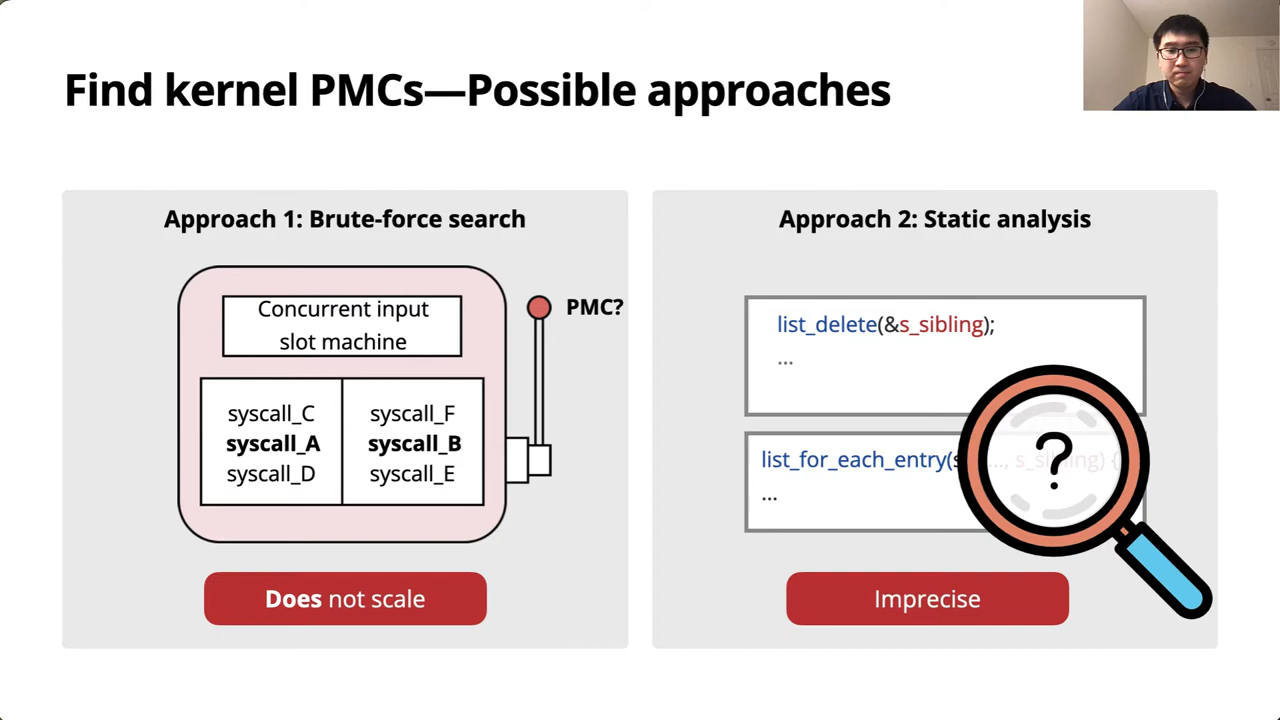 Find kernel PMCs—Possible approaches
Approach 1: Brute-force search
Concurrent input
slot machine
PMC?
syscall_C
syscall_A
syscall_D
syscall_F
syscall_B
syscall_E
Does not scale
Approach 2: Static analysis
list_delete(&s_sibling);
...
list_for_each_entry(s ..., s_sibling) {
...
?
Imprecise